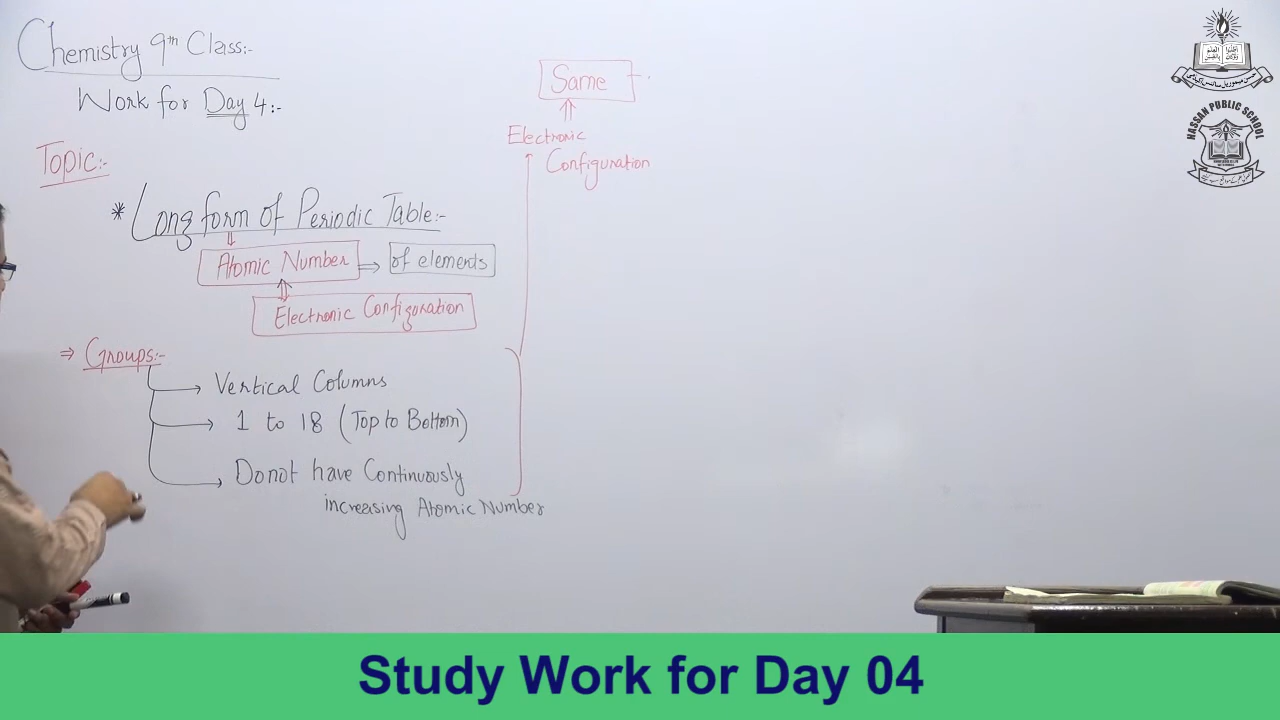 Chemistry 9th Class:-
Work for Day 4:-
Topic:-
* Long form of Periodic Table:-
Atomic Number ⇒ of elements
Electronic Configuration
⇒ Groups:-
Vertical Columns
1 to 18 (Top to Bottom)
Do not have Continuously
increasing Atomic Number
Same
Electronic
Configuration
HASSAN PUBLIC SCHOOL
Study Work for Day 04